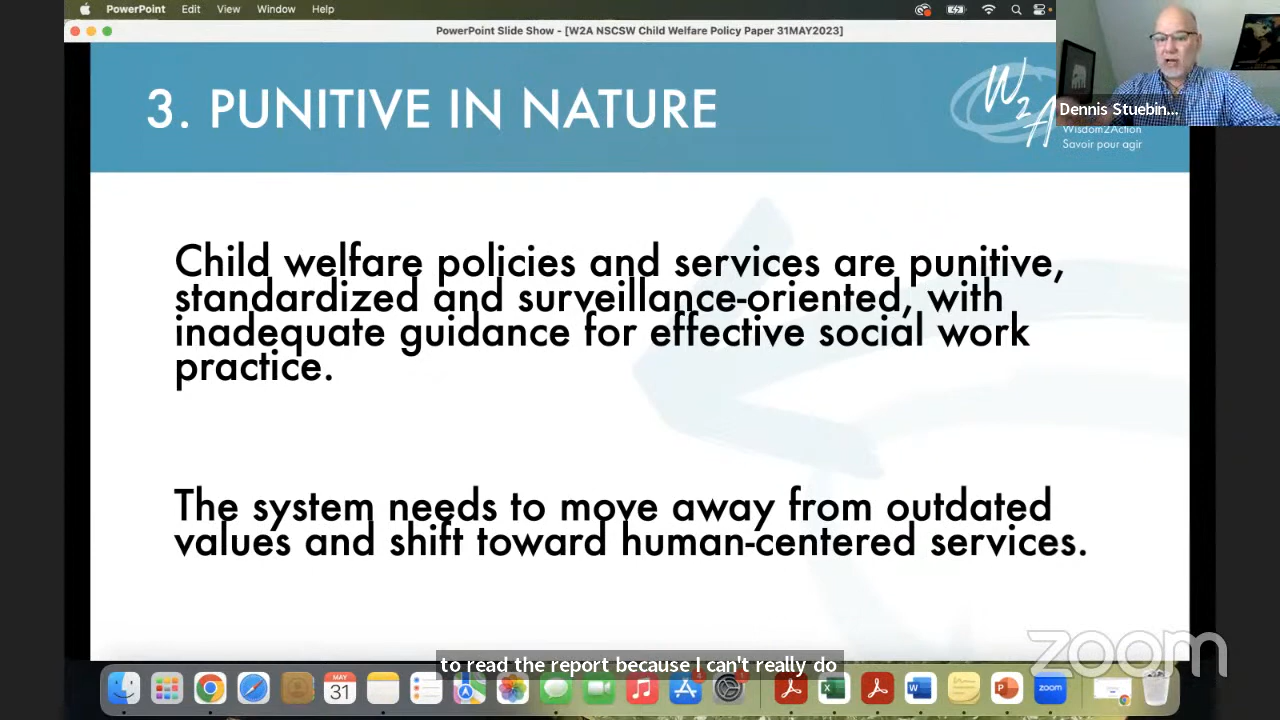 PowerPoint Edit View Window Help
PowerPoint Slide Show - [W2A NSCSW Child Welfare Policy Paper 31MAY2023]
3. PUNITIVE IN NATURE
W2A
Wisdom2Action
Savoir pour agir
Dennis Stuebin...
Child welfare policies and services are punitive,
standardized and surveillance-oriented, with
inadequate guidance for effective social work
practice.
The system needs to move away from outdated
values and shift toward human-centered services.
zoom
to read the report because I can't really do
MAY
31
zoom